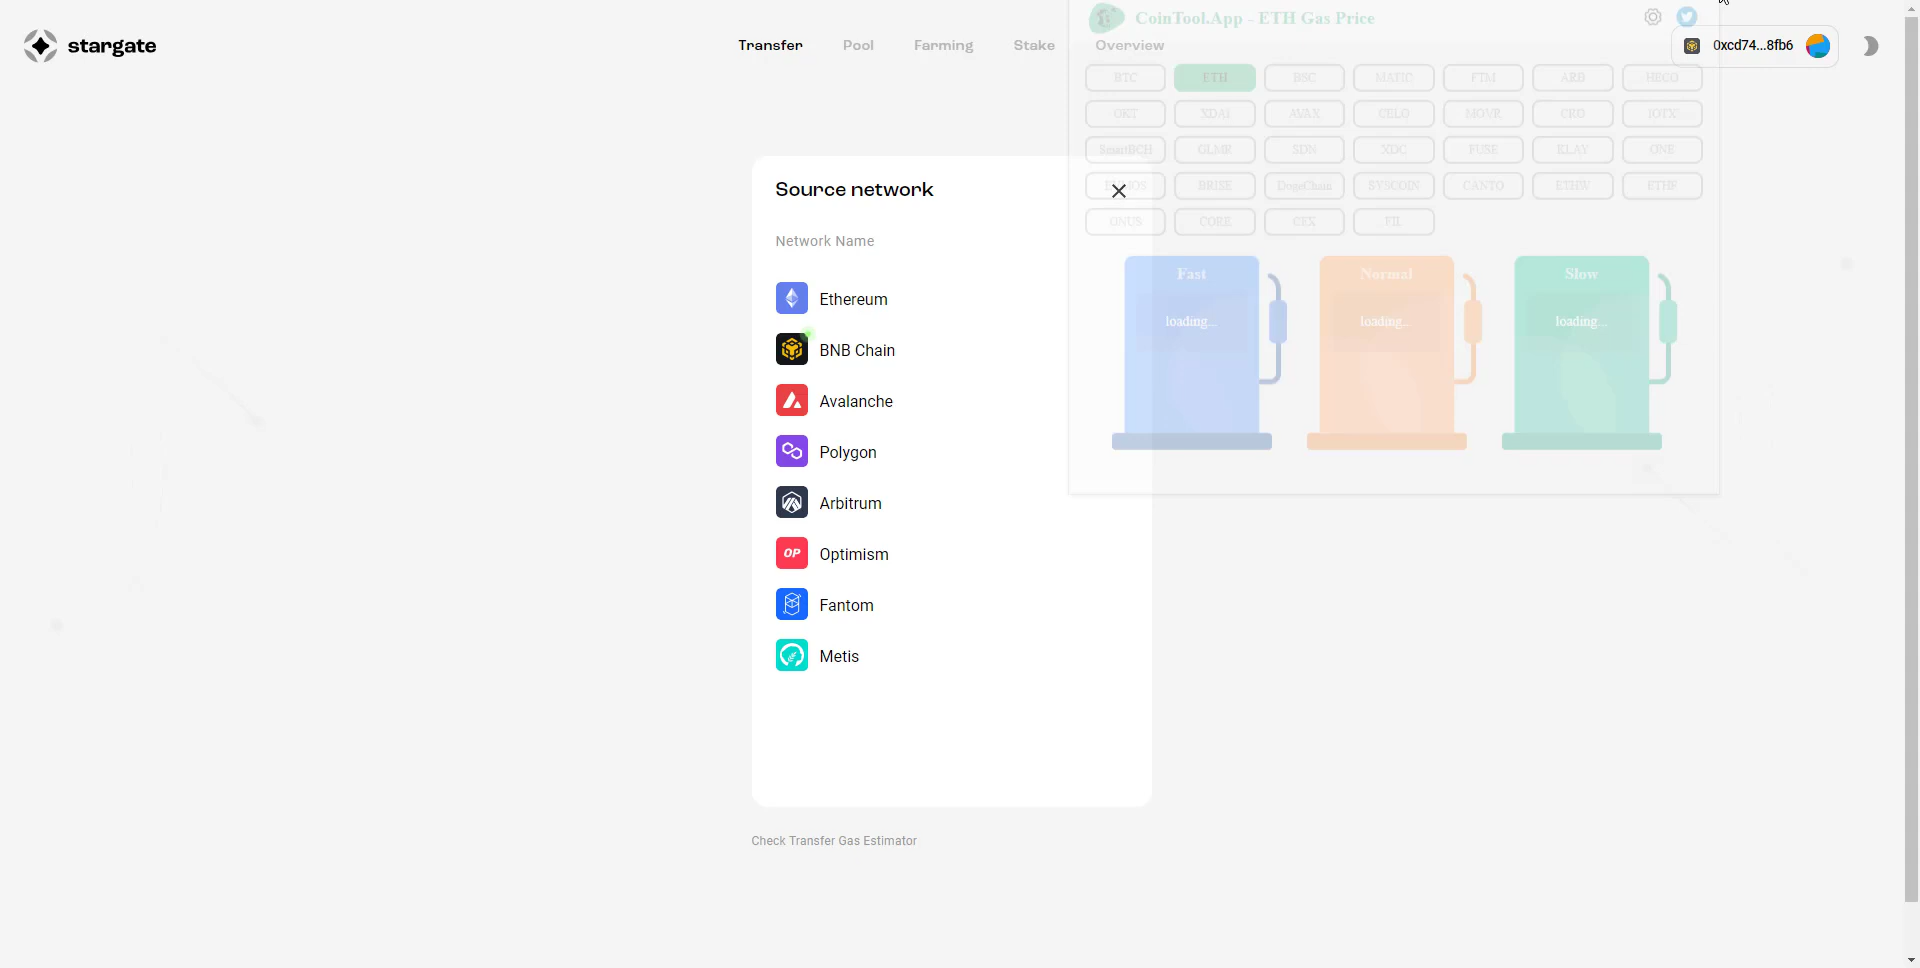 stargate
Transfer
Pool
Farming
Stake
Overview
0xcd74...8fb6
CoinTool.App - ETH Gas Price
BTC
ETH
BSC
MATIC
FTM
ARB
HECO
OKT
XDAI
AVAX
CELO
MOVR
CRO
IOTX
SmartBCH
GLMR
SDN
XDC
FUSE
KLAY
ONE
BRISE
DogeChain
SYSCOIN
CANTO
ETHW
ETHF
ONUS
CORE
CFX
FIL
Fast
Normal
Slow
loading...
loading...
loading...
Source network
Network Name
Ethereum
BNB Chain
Avalanche
Polygon
Arbitrum
OP
Optimism
Fantom
Metis
Check Transfer Gas Estimator